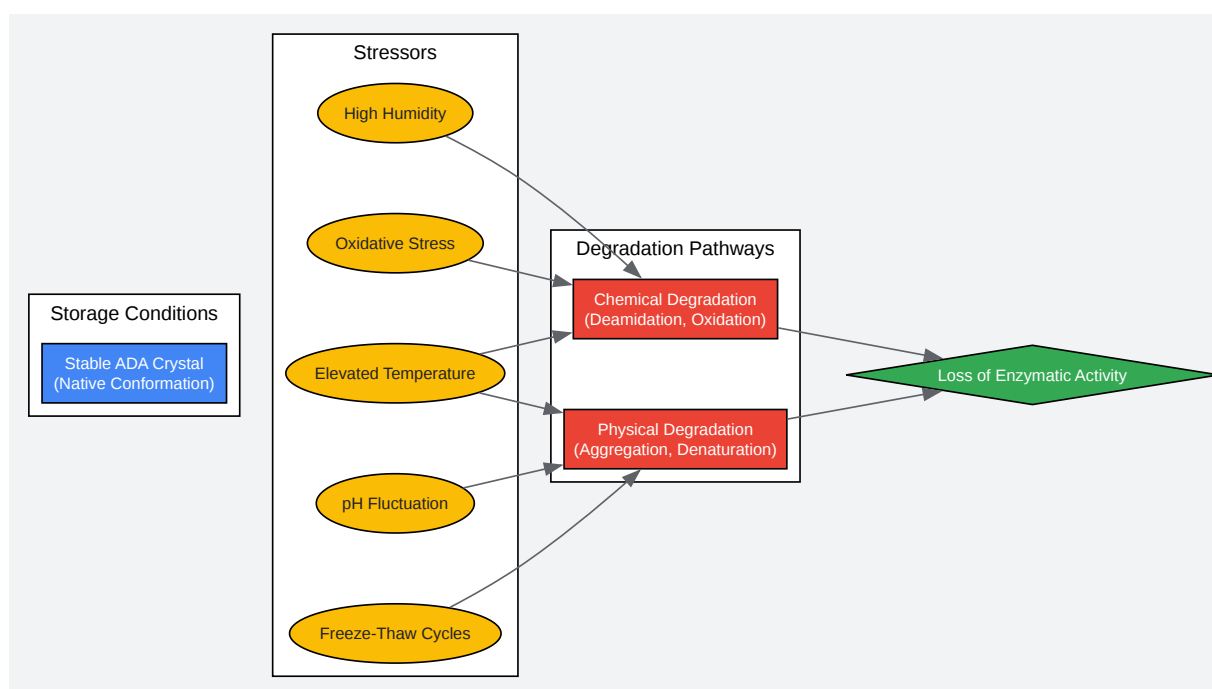 Storage Conditions
Stable ADA Crystal
(Native Conformation)
Stressors
High Humidity
Oxidative Stress
Elevated Temperature
pH Fluctuation
Freeze-Thaw Cycles
Degradation Pathways
Chemical Degradation
(Deamidation, Oxidation)
Physical Degradation
(Aggregation, Denaturation)
Loss of Enzymatic Activity